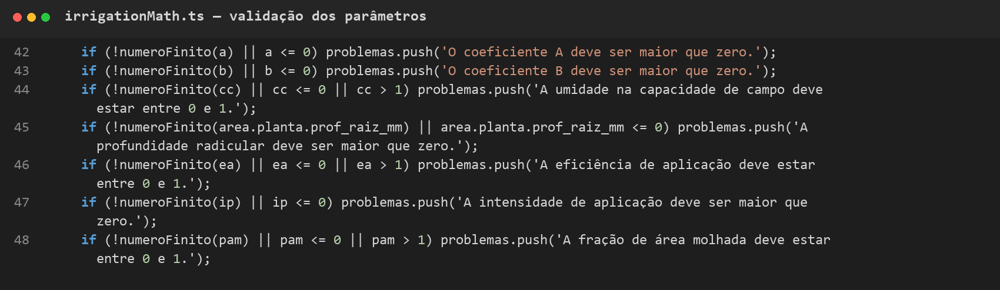 irrigationMath.ts — validação dos parâmetros
42 if (!numeroFinito(a) || a <= 0) problemas.push('O coeficiente A deve ser maior que zero.');
43 if (!numeroFinito(b) || b <= 0) problemas.push('O coeficiente B deve ser maior que zero.');
44 if (!numeroFinito(cc) || cc <= 0 || cc > 1) problemas.push('A umidade na capacidade de campo deve
estar entre 0 e 1.');
45 if (!numeroFinito(area.planta.prof_raiz_mm) || area.planta.prof_raiz_mm <= 0) problemas.push('A
profundidade radicular deve ser maior que zero.');
46 if (!numeroFinito(ea) || ea <= 0 || ea > 1) problemas.push('A eficiência de aplicação deve estar
entre 0 e 1.');
47 if (!numeroFinito(ip) || ip <= 0) problemas.push('A intensidade de aplicação deve ser maior que
zero.');
48 if (!numeroFinito(pam) || pam <= 0 || pam > 1) problemas.push('A fração de área molhada deve estar
entre 0 e 1.');